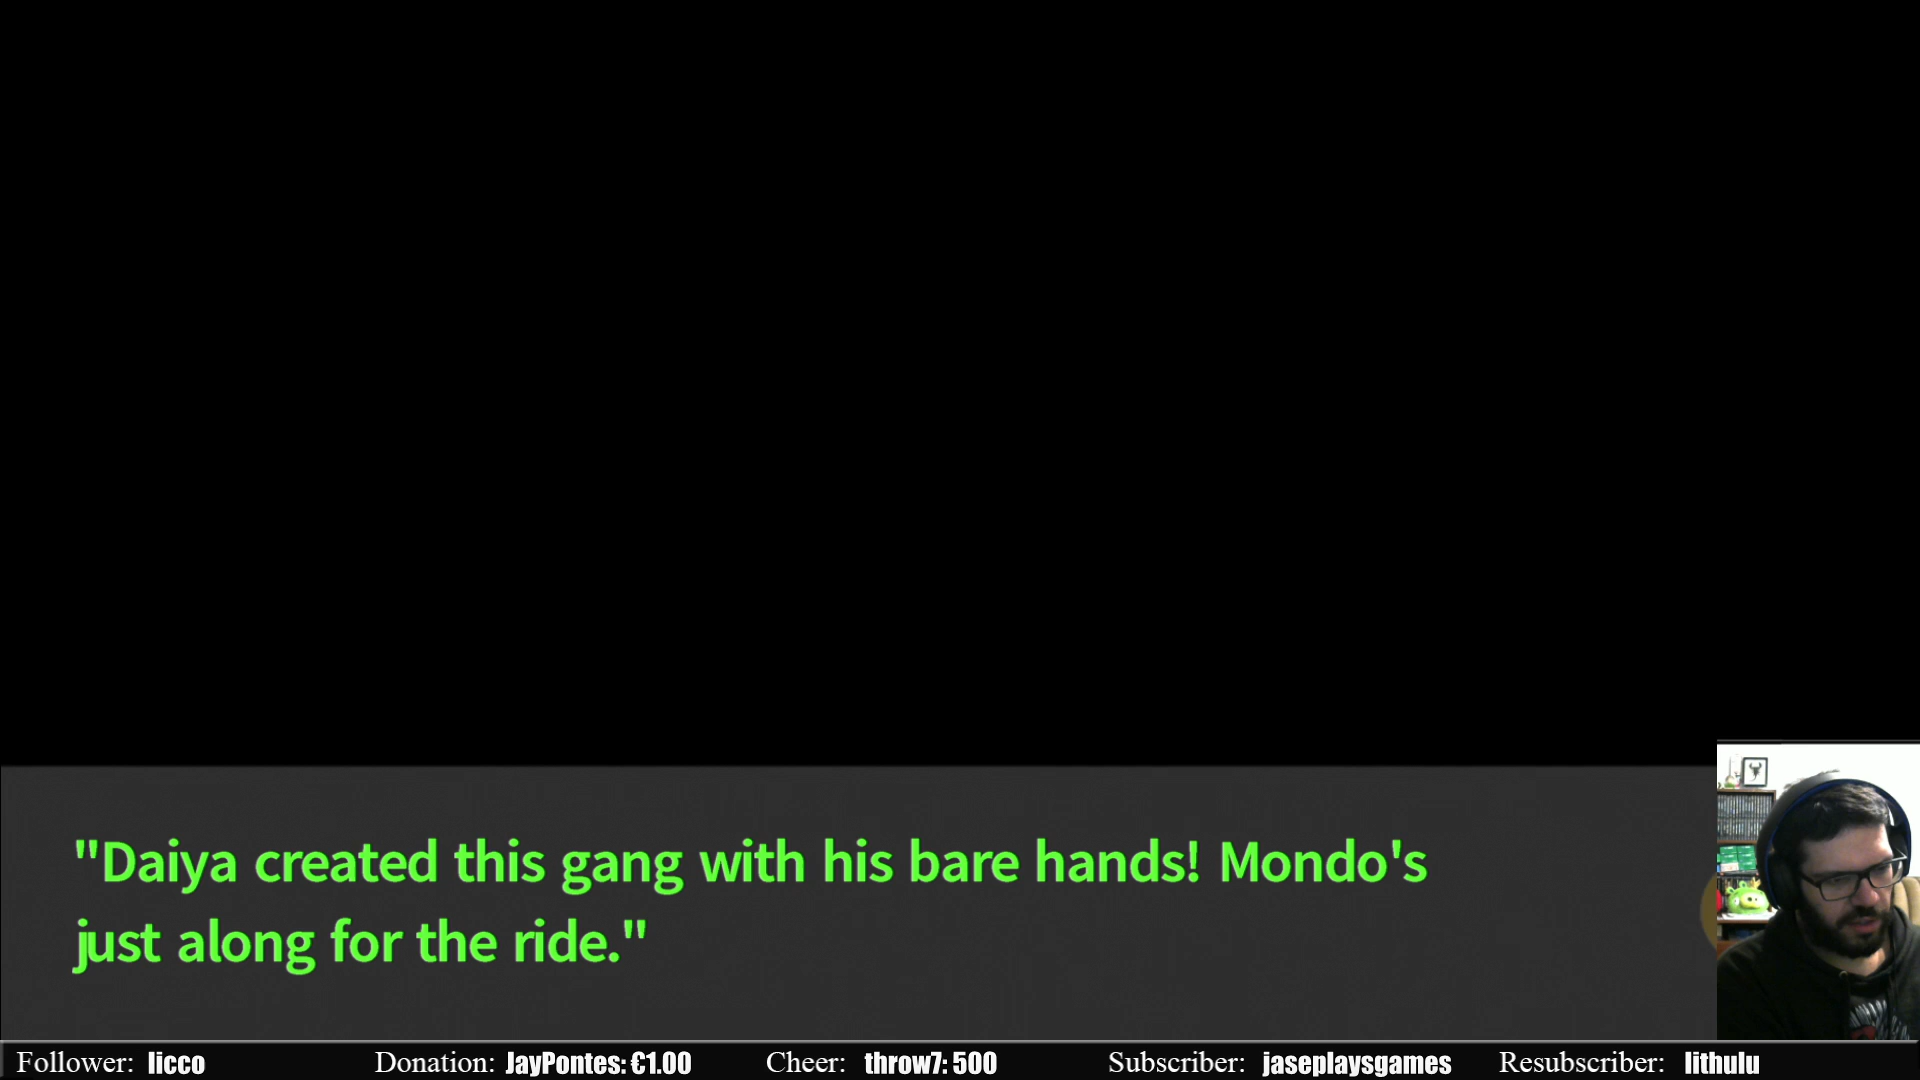 "Daiya created this gang with his bare hands! Mondo's
just along for the ride."
Follower: licco Donation: JayPontes: €1.00 Cheer: throw7: 500 Subscriber: jaseplaysgames Resubscriber: lithulu